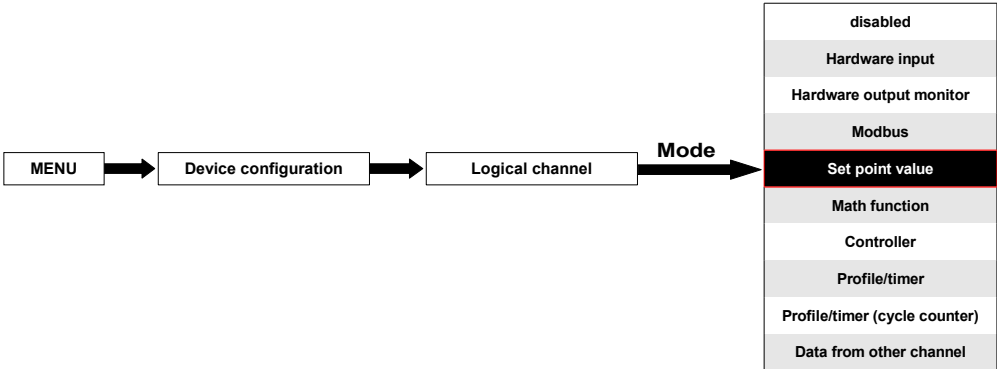 MENU
Device configuration
Logical channel
Mode
disabled
Hardware input
Hardware output monitor
Modbus
Set point value
Math function
Controller
Profile/timer
Profile/timer (cycle counter)
Data from other channel